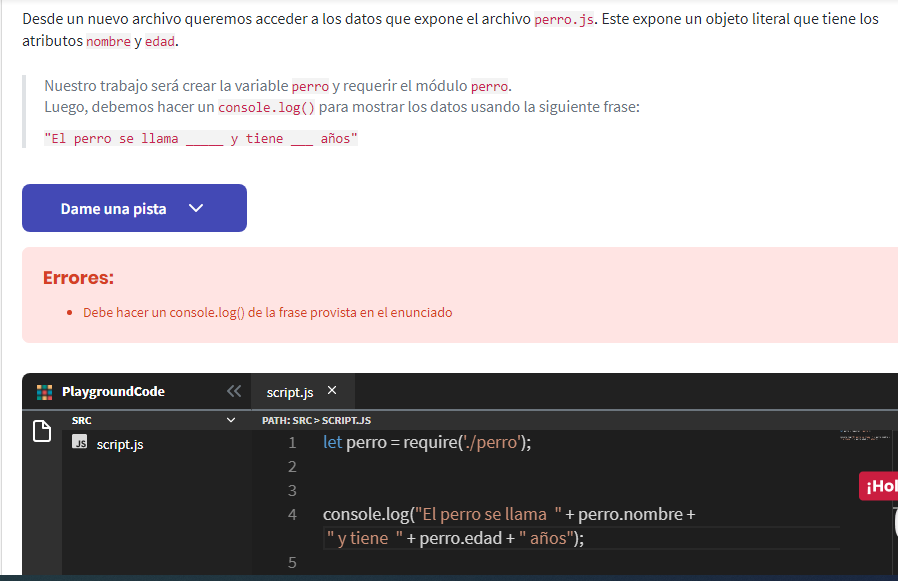 Desde un nuevo archivo queremos acceder a los datos que expone el archivo perro.js. Este expone un objeto literal que tiene los
atributos nombre y edad.
Nuestro trabajo será crear la variable perro y requerir el módulo perro.
Luego, debemos hacer un console.log() para mostrar los datos usando la siguiente frase:
"El perro se llama _____ y tiene ___ años"
Dame una pista
Errores:
Debe hacer un console.log() de la frase provista en el enunciado
PlaygroundCode
script.js
SRC
PATH: SRC > SCRIPT.JS
JS script.js
1 let perro = require('./perro');
2
3
4 console.log("El perro se llama  " + perro.nombre +
" y tiene  " + perro.edad + " años");
5
¡Hol